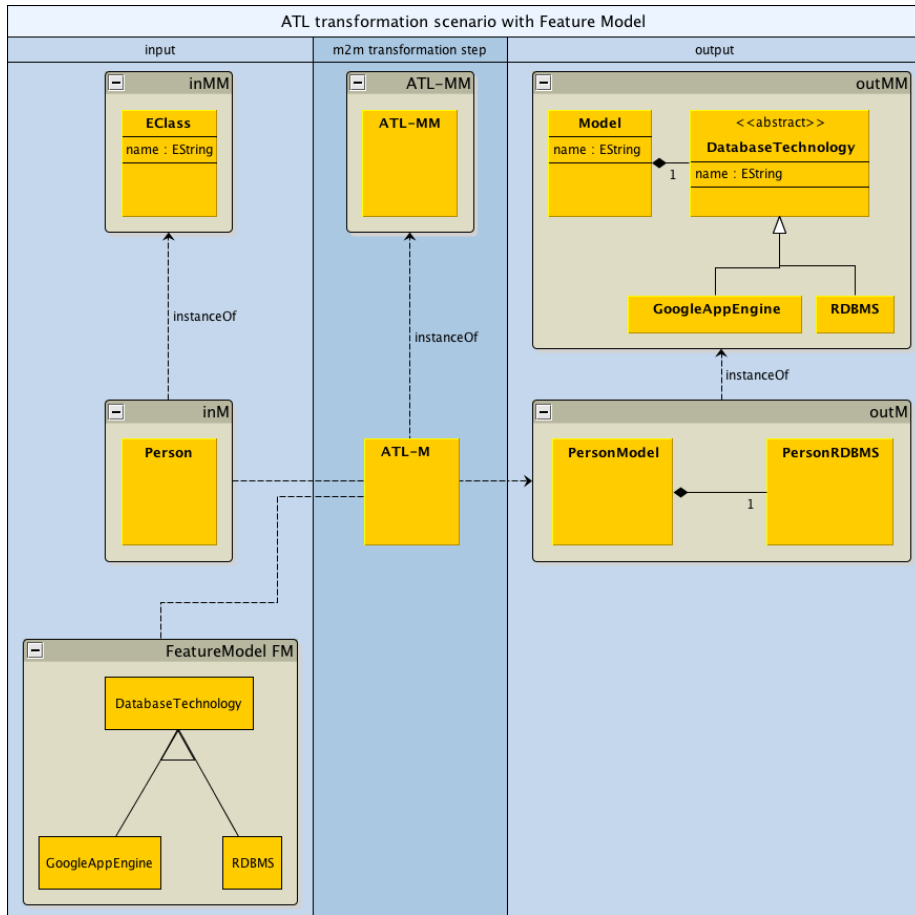 ATL transformation scenario with Feature Model
input
m2m transformation step
output
inMM
EClass
name : EString
ATL-MM
ATL-MM
outMM
Model
name : EString
1
<<abstract>>
DatabaseTechnology
name : EString
GoogleAppEngine
RDBMS
instanceOf
instanceOf
instanceOf
inM
Person
ATL-M
outM
PersonModel
1
PersonRDBMS
FeatureModel FM
DatabaseTechnology
GoogleAppEngine
RDBMS